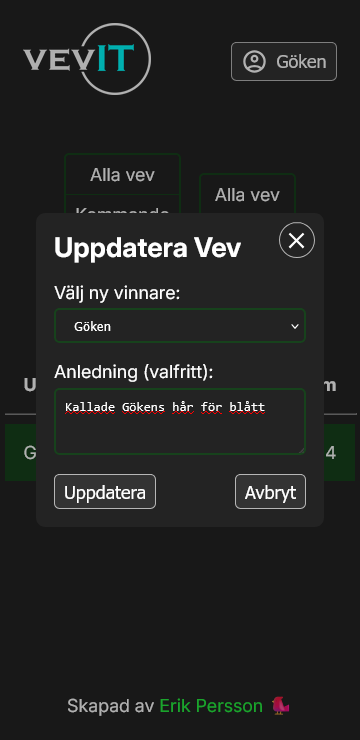 VEVIT
Göken
Alla vev
Alla vev
Kommande
Uppdatera Vev
Välj ny vinnare:
Göken
Anledning (valfritt):
U
m
Kallade Gökens hår för blått
G
4
Uppdatera
Avbryt
Skapad av Erik Persson